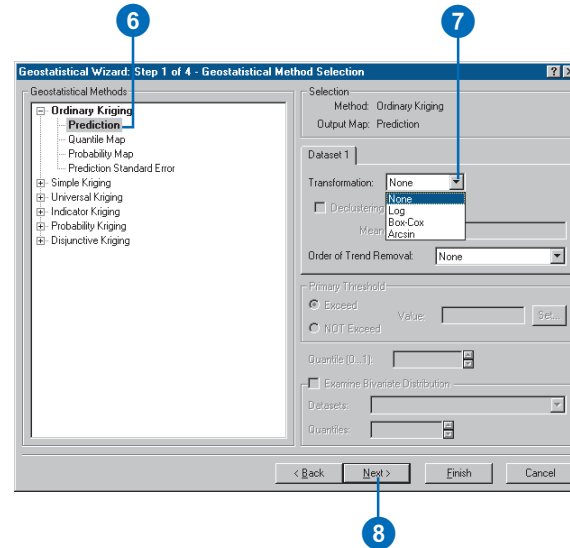 6
7
Geostatistical Wizard: Step 1 of 4 - Geostatistical Method Selection
Geostatistical Methods
Ordinary Kriging
Prediction
Quantile Map
Probability Map
Prediction Standard Error
Simple Kriging
Universal Kriging
Indicator Kriging
Probability Kriging
Disjunctive Kriging
Selection
Method: Ordinary Kriging
Output Map: Prediction
Dataset 1
Transformation: None
None
Log
Box-Cox
Arcsin
Declustering
Mean
Order of Trend Removal: None
Primary Threshold
Exceed
NOT Exceed
Value:
Set...
Quantile (0...1):
Examine Bivariate Distribution
Datasets:
Quantiles:
< Back
Next >
Finish
Cancel
8